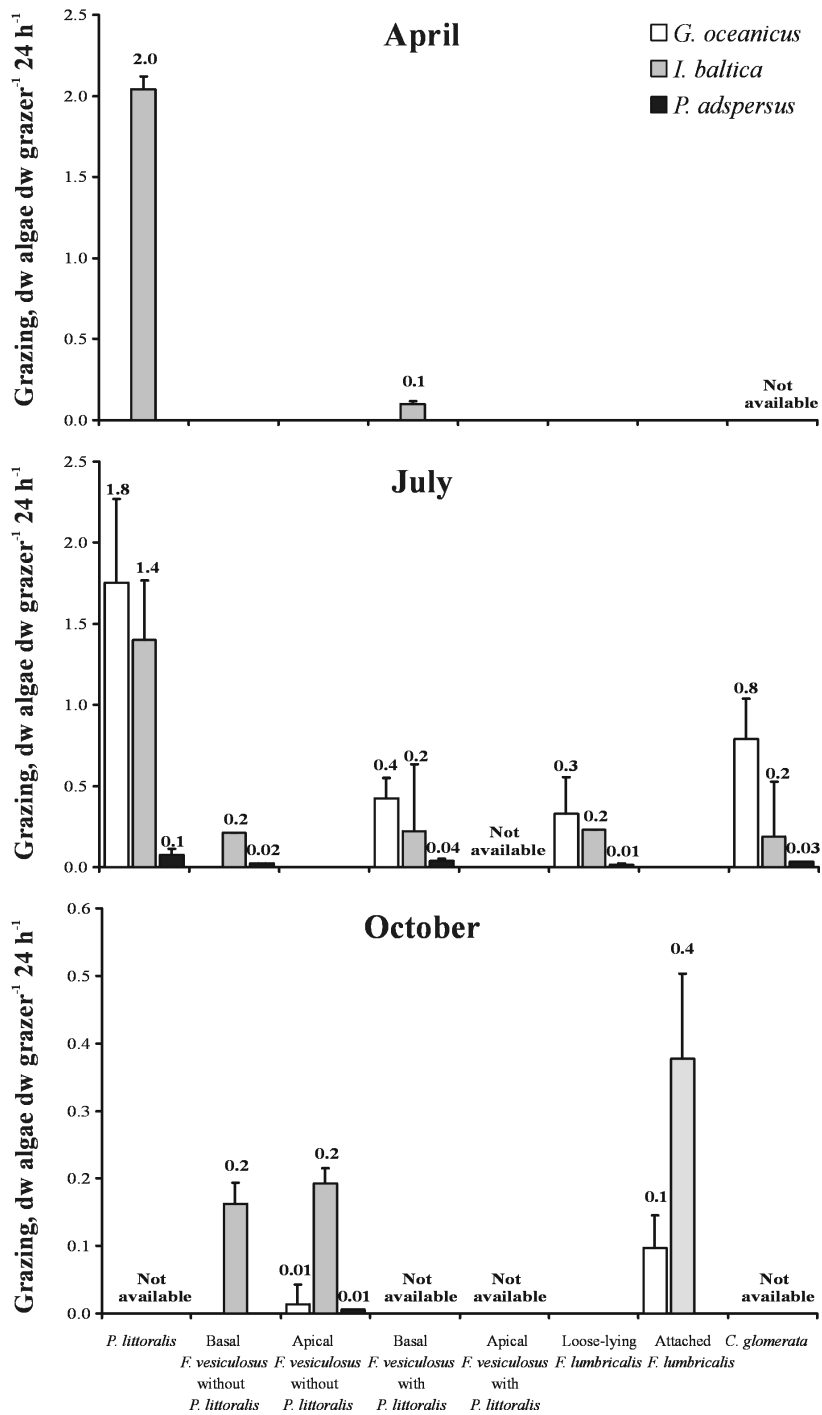 April
G. oceanicus
I. baltica
P. adspersus
Grazing, dw algae dw grazer⁻¹ 24 h⁻¹
2.5
2.0
1.5
1.0
0.5
0.0
2.0
0.1
Not
available
July
Grazing, dw algae dw grazer⁻¹ 24 h⁻¹
2.5
2.0
1.5
1.0
0.5
0.0
1.8
1.4
0.1
0.2
0.02
0.4
0.2
0.04
Not
available
0.3
0.2
0.01
0.8
0.2
0.03
October
Grazing, dw algae dw grazer⁻¹ 24 h⁻¹
0.6
0.5
0.4
0.3
0.2
0.1
0.0
Not
available
0.2
0.01
0.2
0.01
Not
available
Not
available
0.1
0.4
Not
available
P. littoralis
Basal
F. vesiculosus
without
P. littoralis
Apical
F. vesiculosus
without
P. littoralis
Basal
F. vesiculosus
with
P. littoralis
Apical
F. vesiculosus
with
P. littoralis
Loose-lying
F. lumbricalis
Attached
F. lumbricalis
C. glomerata